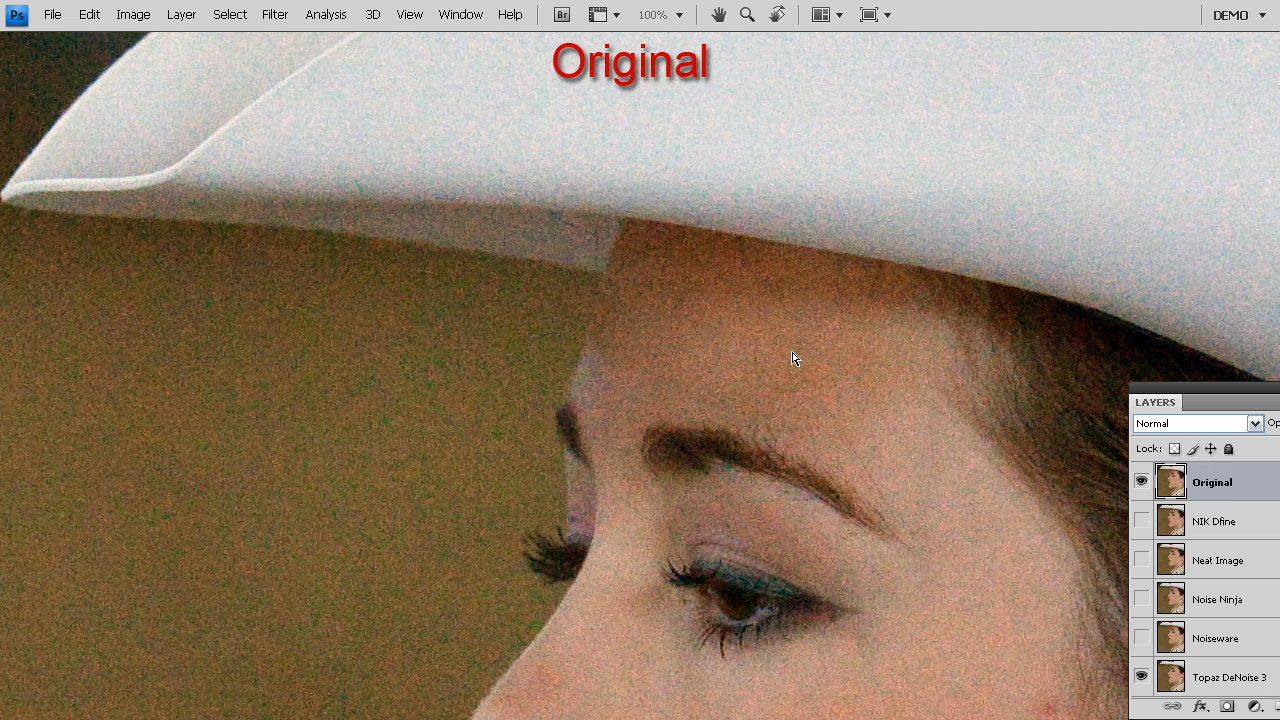 Ps File Edit Image Layer Select Filter Analysis 3D View Help Br 100% DEMO
Original
LAYERS
Normal
Lock:
Original
NIK Dfine
Neat Image
Noise Ninja
Noiseware
Topaz DeNoise 3
fx